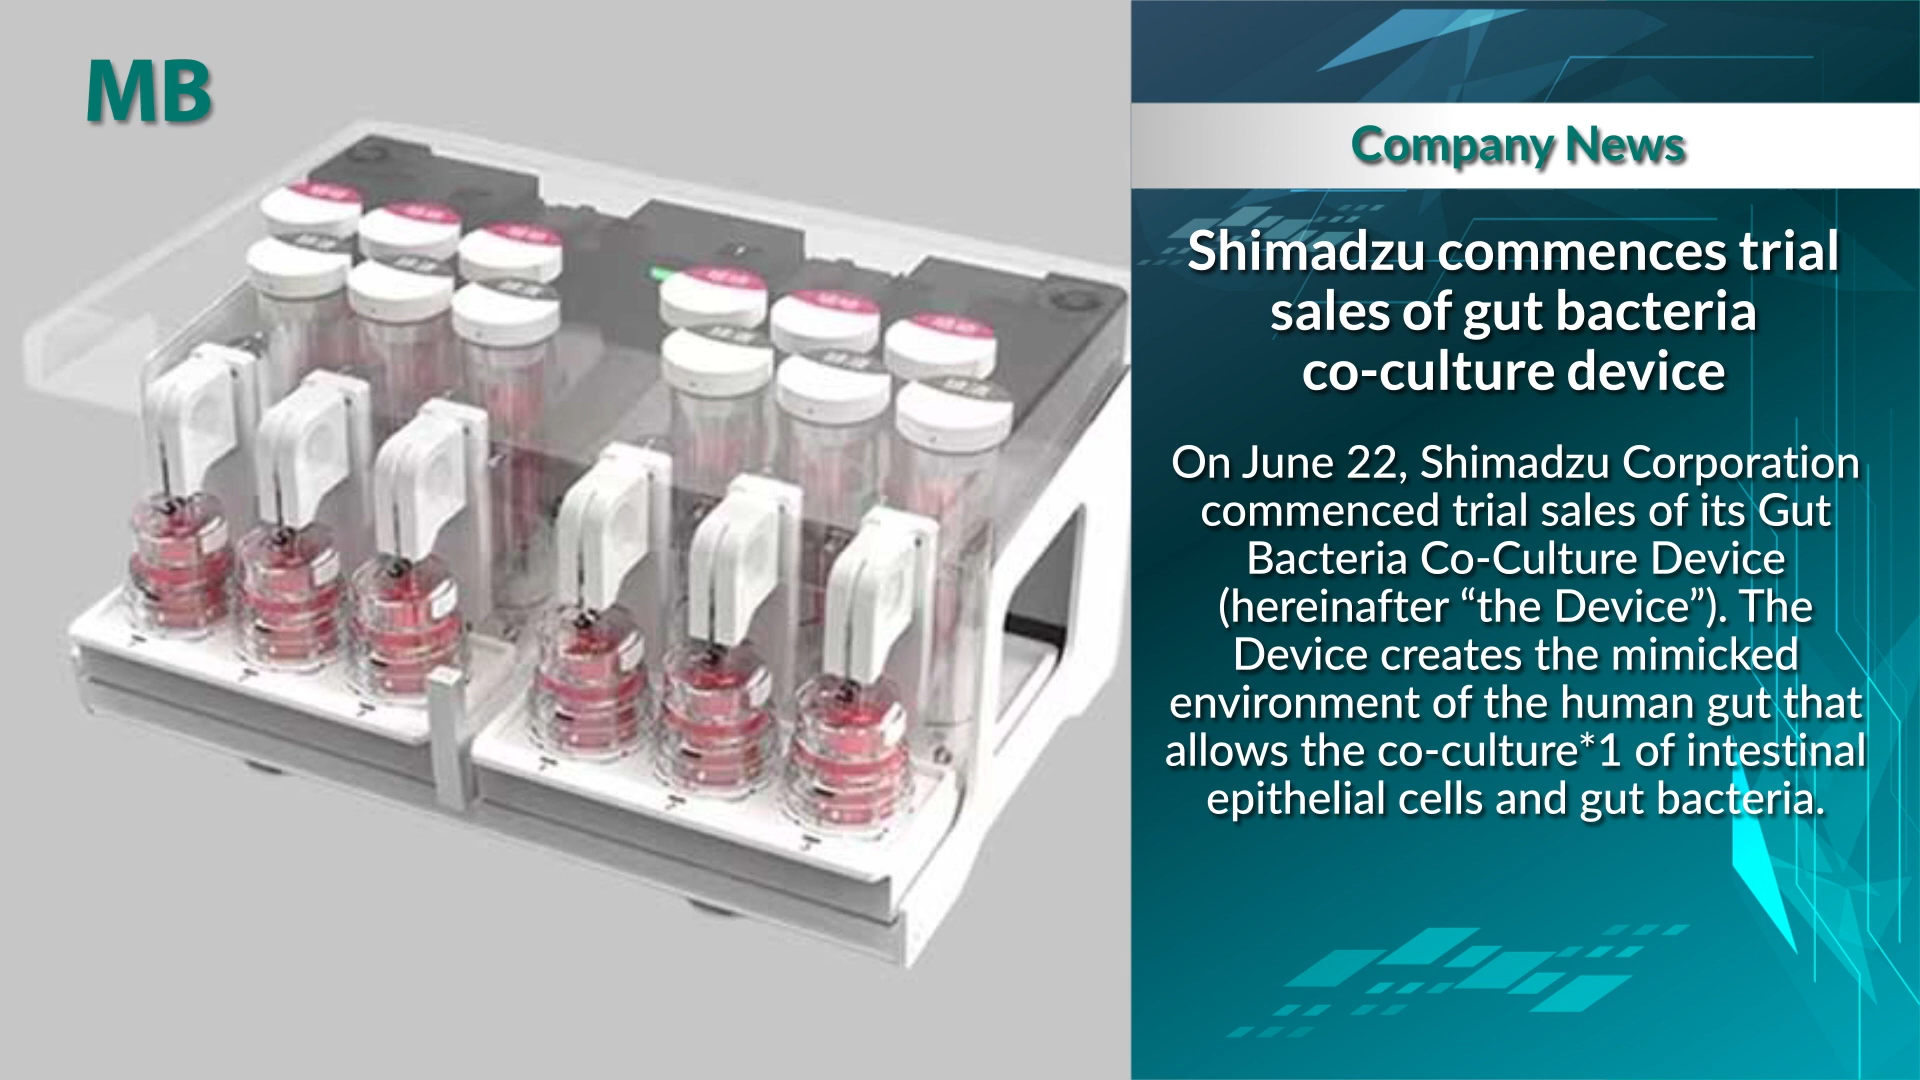 MB
Company News
Shimadzu commences trial
sales of gut bacteria
co-culture device
On June 22, Shimadzu Corporation
commenced trial sales of its Gut
Bacteria Co-Culture Device
(hereinafter “the Device”). The
Device creates the mimicked
environment of the human gut that
allows the co-culture*1 of intestinal
epithelial cells and gut bacteria.